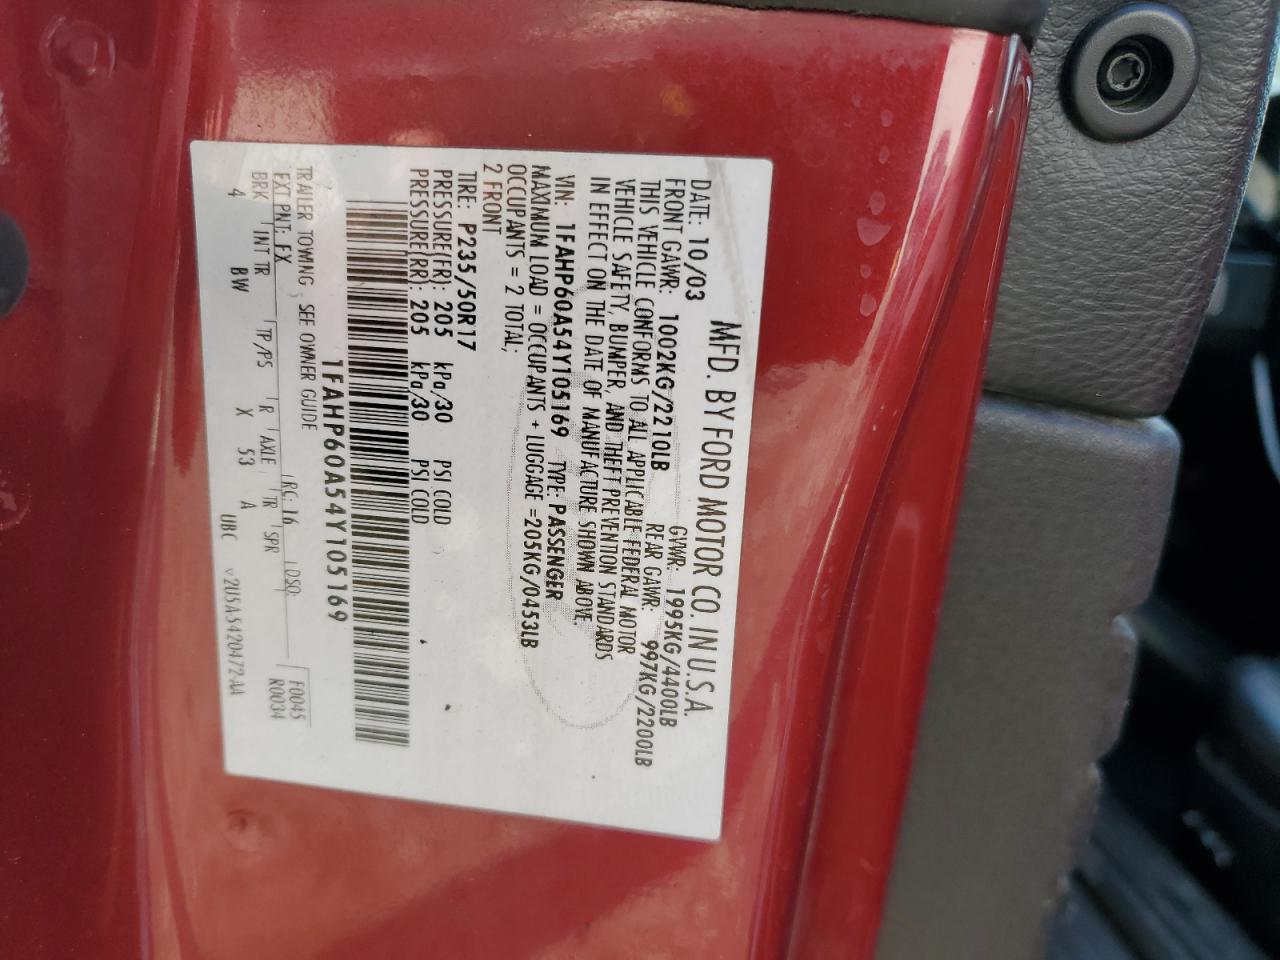 MFD. BY FORD MOTOR CO. IN U.S.A.
DATE: 10/03 GVWR: 1995KG/4400LB
FRONT GAWR: 1002KG/2210LB REAR GAWR: 997KG/2200LB
THIS VEHICLE CONFORMS TO ALL APPLICABLE FEDERAL MOTOR
VEHICLE SAFETY, BUMPER, AND THEFT PREVENTION STANDARDS
IN EFFECT ON THE DATE OF MANUFACTURE SHOWN ABOVE.
VIN: 1FAHP60A54Y105169 TYPE: PASSENGER
MAXIMUM LOAD = OCCUPANTS + LUGGAGE =205KG/0453LB
OCCUPANTS = 2 TOTAL;
2 FRONT
TIRE: P235/50R17
PRESSURE(FR): 205 kPa/30 PSI COLD
PRESSURE(RR): 205 kPa/30 PSI COLD
1FAHP60A54Y105169
TRAILER TOWING - SEE OWNER GUIDE
F0045
R0034
EXT PNT: EX RC: 16 DSO:
BRK INT TR TP/PS R AXLE TR SPR
4 BW X 53 A UBC v2U5A5420472AA